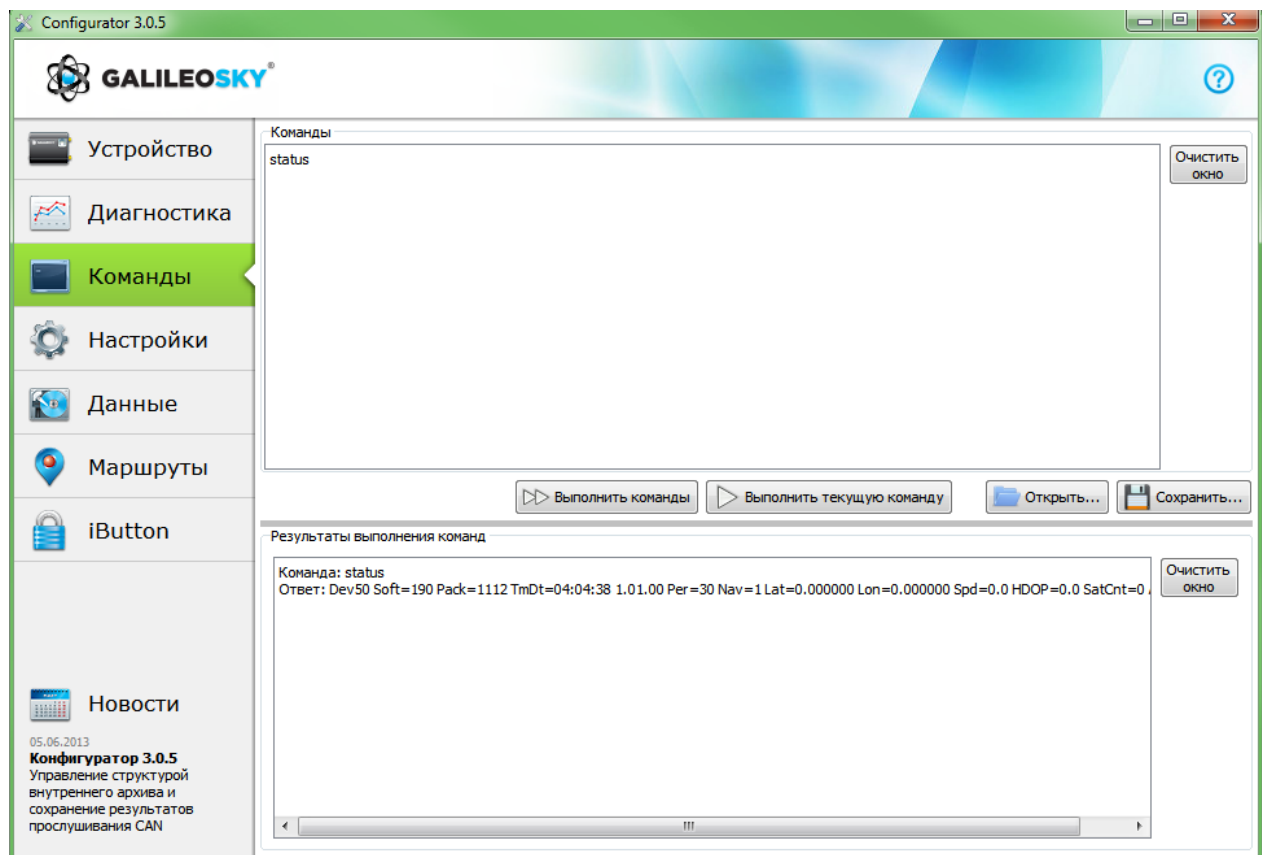 Configurator 3.0.5
GALILEOSKY®
?
Устройство
Диагностика
Команды
Настройки
Данные
Маршруты
iButton
Новости
05.06.2013
Конфигуратор 3.0.5
Управление структурой
внутреннего архива и
сохранение результатов
прослушивания CAN
Команды
status
Очистить
окно
Выполнить команды
Выполнить текущую команду
Открыть...
Сохранить...
Результаты выполнения команд
Команда: status
Ответ: Dev50 Soft=190 Pack=1112 TmDt=04:04:38 1.01.00 Per=30 Nav=1 Lat=0.000000 Lon=0.000000 Spd=0.0 HDOP=0.0 SatCnt=0
Очистить
окно